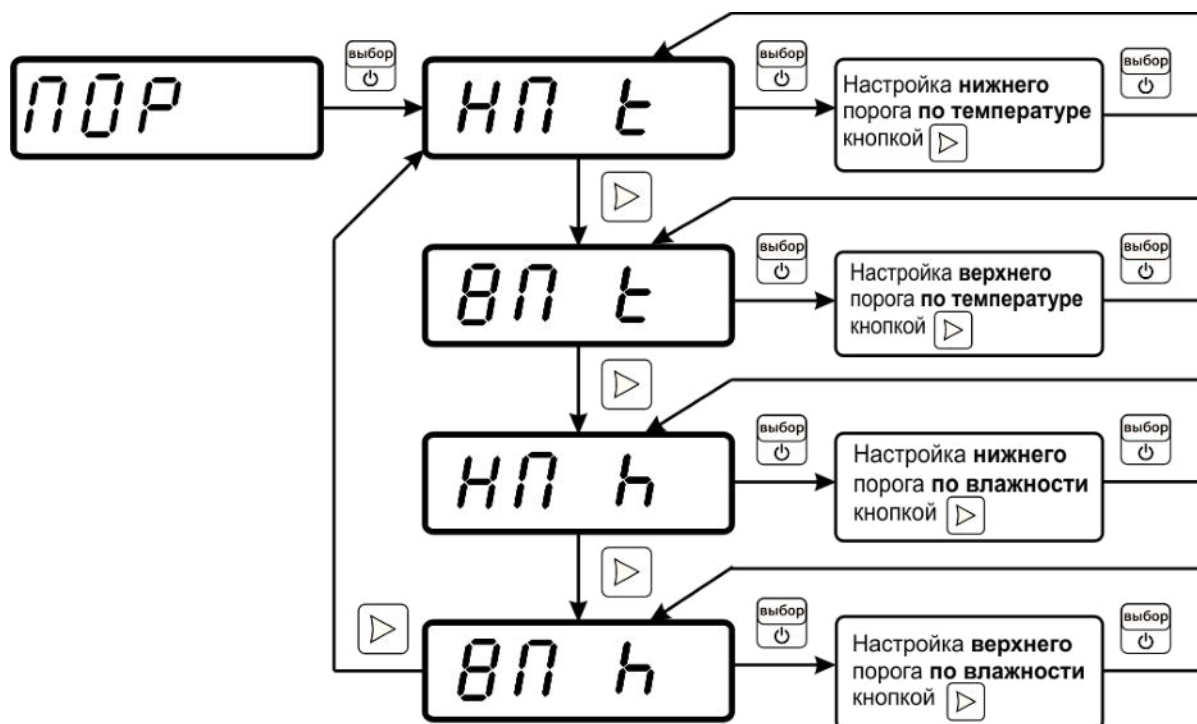 выбор
выбор
выбор
ПОР
НП t
Настройка нижнего
порога по температуре
кнопкой
выбор
выбор
ВП t
Настройка верхнего
порога по температуре
кнопкой
выбор
выбор
НП h
Настройка нижнего
порога по влажности
кнопкой
выбор
выбор
ВП h
Настройка верхнего
порога по влажности
кнопкой